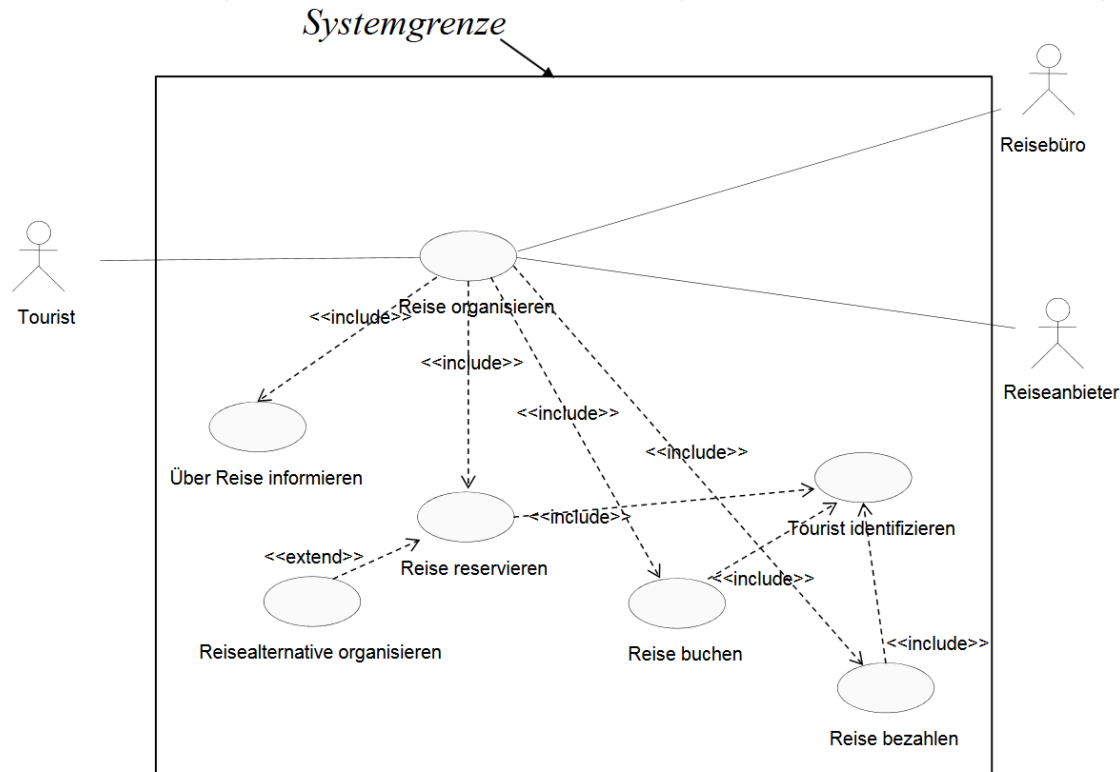 Systemgrenze
Reisebüro
Tourist
Reise organisieren
<<include>>
<<include>>
Reiseanbieter
<<include>>
<<include>>
Über Reise informieren
<<include>>
Tourist identifizieren
<<extend>>
Reise reservieren
<<include>>
Reisealternative organisieren
Reise buchen
<<include>>
Reise bezahlen